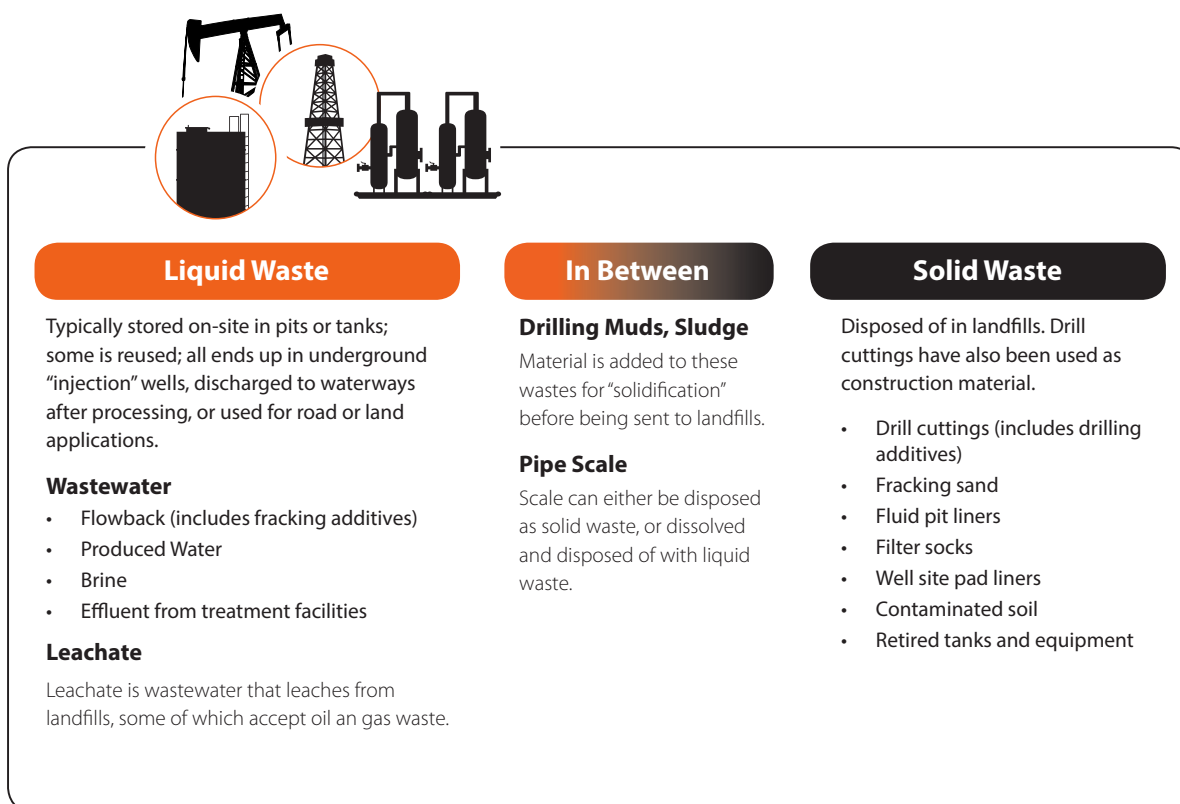 Liquid Waste
Typically stored on-site in pits or tanks;
some is reused; all ends up in underground
“injection” wells, discharged to waterways
after processing, or used for road or land
applications.
Wastewater
• Flowback (includes fracking additives)
• Produced Water
• Brine
• Effluent from treatment facilities
Leachate
Leachate is wastewater that leaches from
landfills, some of which accept oil an gas waste.
In Between
Drilling Muds, Sludge
Material is added to these
wastes for “solidification”
before being sent to landfills.
Pipe Scale
Scale can either be disposed
as solid waste, or dissolved
and disposed of with liquid
waste.
Solid Waste
Disposed of in landfills. Drill
cuttings have also been used as
construction material.
• Drill cuttings (includes drilling
additives)
• Fracking sand
• Fluid pit liners
• Filter socks
• Well site pad liners
• Contaminated soil
• Retired tanks and equipment